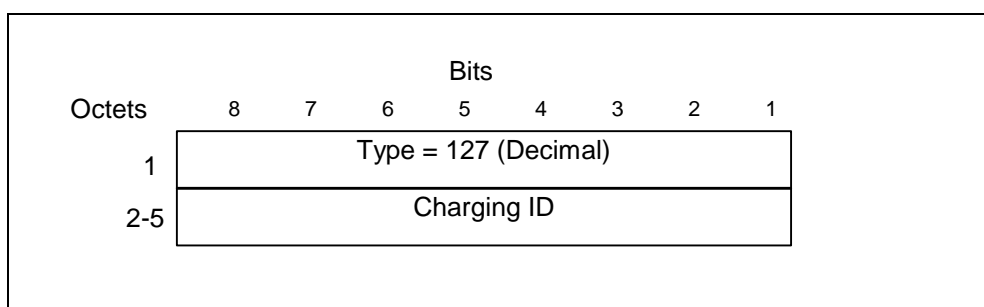 Bits
Octets 8 7 6 5 4 3 2 1
1 Type = 127 (Decimal)
2-5 Charging ID